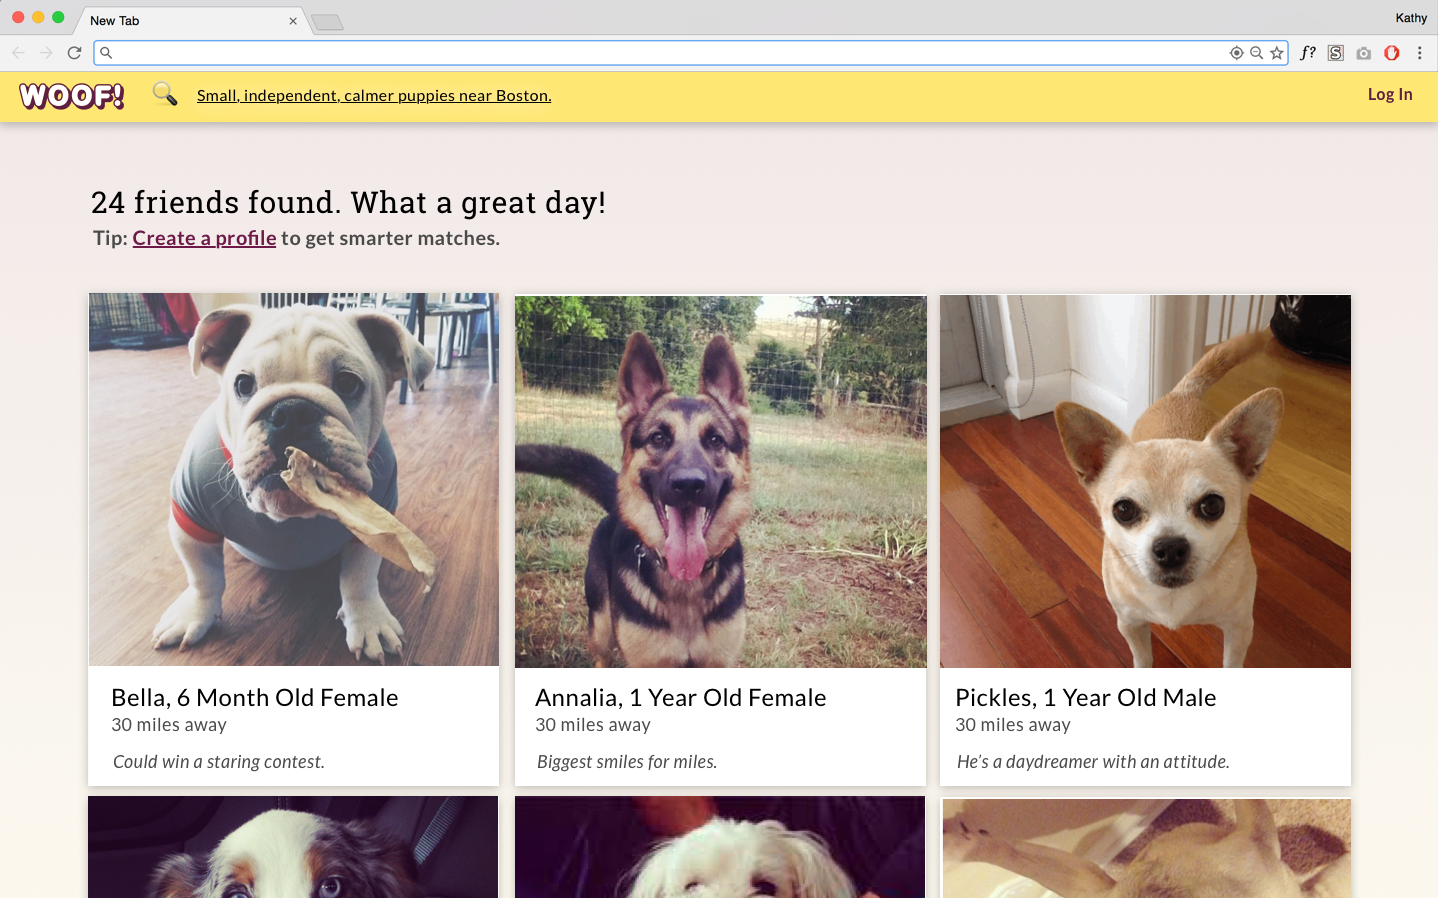 New Tab
Kathy
f?
S
WOOF!
Small, independent, calmer puppies near Boston.
Log In
24 friends found. What a great day!
Tip: Create a profile to get smarter matches.
Bella, 6 Month Old Female
30 miles away
Could win a staring contest.
Annalia, 1 Year Old Female
30 miles away
Biggest smiles for miles.
Pickles, 1 Year Old Male
30 miles away
He's a daydreamer with an attitude.